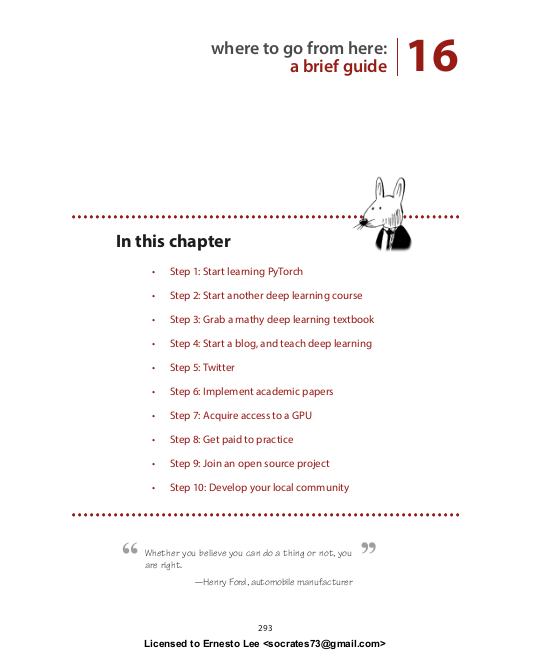 where to go from here:
a brief guide
16
In this chapter
• Step 1: Start learning PyTorch
• Step 2: Start another deep learning course
• Step 3: Grab a mathy deep learning textbook
• Step 4: Start a blog, and teach deep learning
• Step 5: Twitter
• Step 6: Implement academic papers
• Step 7: Acquire access to a GPU
• Step 8: Get paid to practice
• Step 9: Join an open source project
• Step 10: Develop your local community
“ Whether you believe you can do a thing or not, you ”
are right.
—Henry Ford, automobile manufacturer
293
Licensed to Ernesto Lee <socrates73@gmail.com>